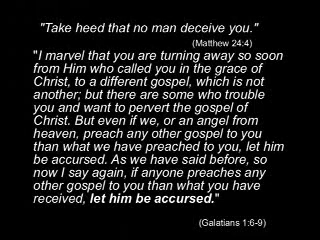 "Take heed that no man deceive you."
(Matthew 24:4)
"I marvel that you are turning away so soon
from Him who called you in the grace of
Christ, to a different gospel, which is not
another; but there are some who trouble
you and want to pervert the gospel of
Christ. But even if we, or an angel from
heaven, preach any other gospel to you
than what we have preached to you, let him
be accursed. As we have said before, so
now I say again, if anyone preaches any
other gospel to you than what you have
received, let him be accursed."
(Galatians 1:6-9)